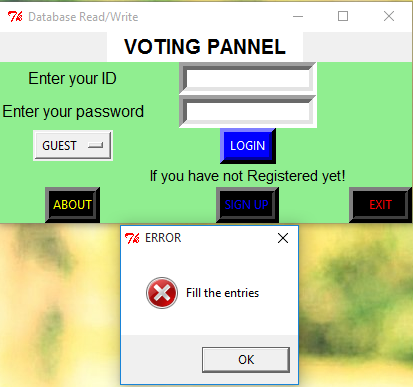 Database Read/Write
VOTING PANNEL
Enter your ID
Enter your password
GUEST
LOGIN
If you have not Registered yet!
ABOUT
SIGN UP
EXIT
ERROR
Fill the entries
OK